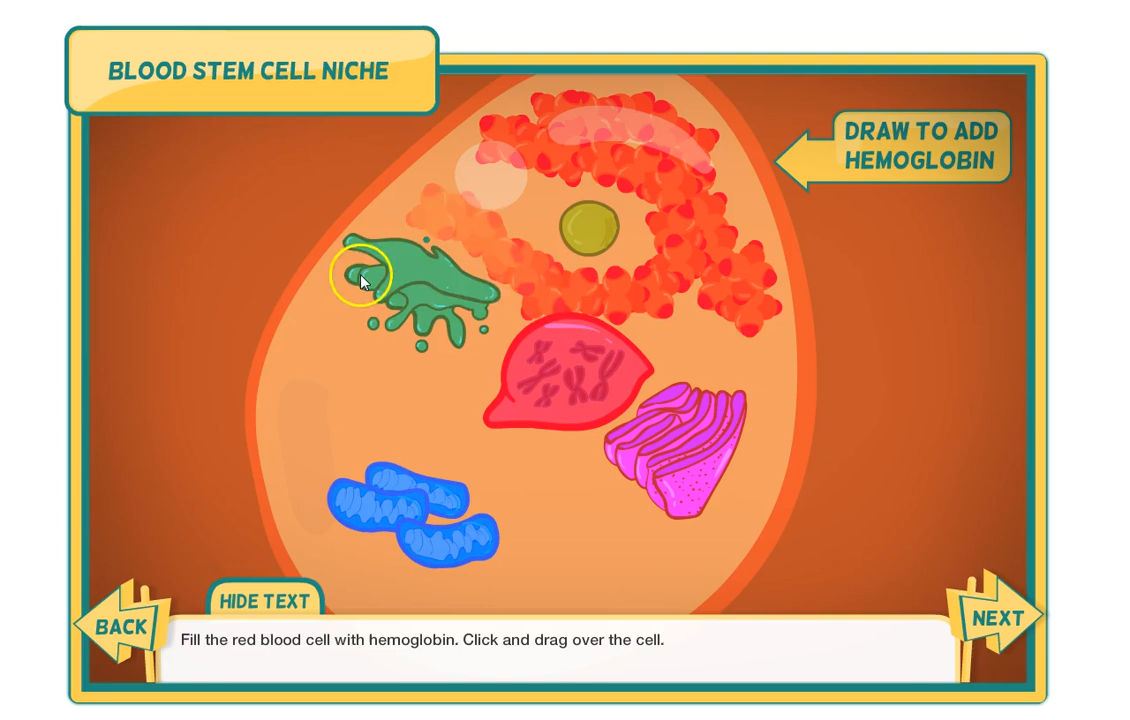 BLOOD STEM CELL NICHE
DRAW TO ADD
HEMOGLOBIN
HIDE TEXT
BACK
Fill the red blood cell with hemoglobin. Click and drag over the cell.
NEXT